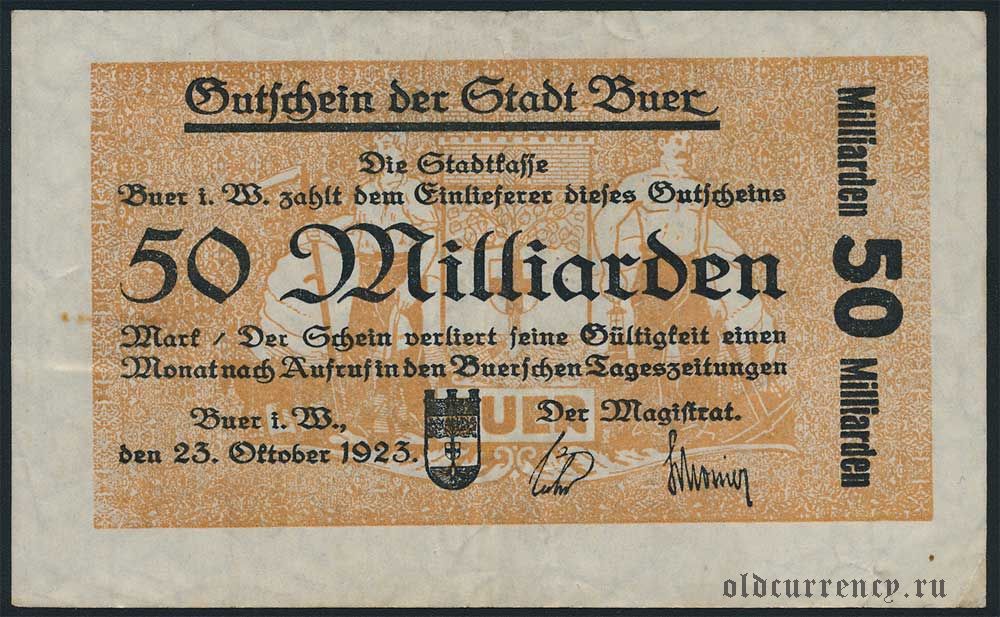 Gutschein der Stadt Buer
Die Stadtkasse
Buer i. W. zahlt dem Einlieferer dieses Gutscheins
50 Milliarden
Mark / Der Schein verliert seine Gültigkeit einen
Monat nach Aufruf in den Buerschen Tageszeitungen
Buer i. W.,
den 23. Oktober 1923.
Der Magistrat.
Milliarden 50 Milliarden
oldcurrency.ru